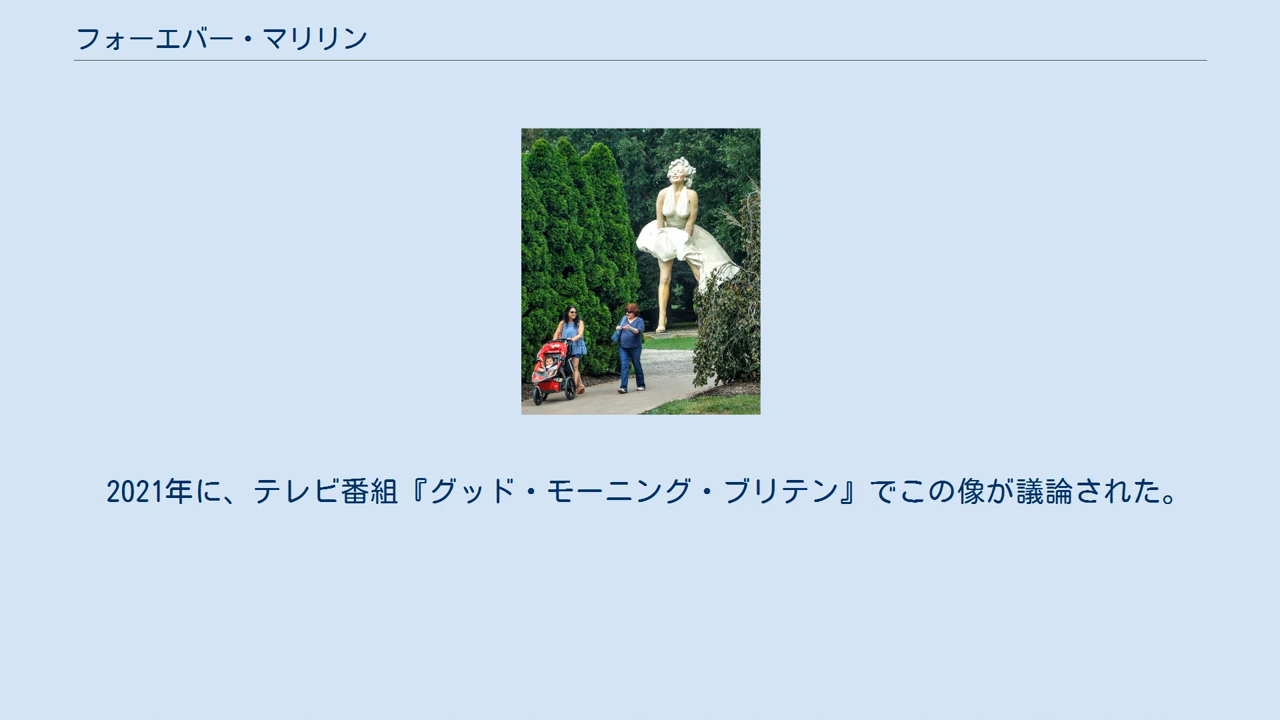 フォーエバー・マリリン
2021年に、テレビ番組『グッド・モーニング・ブリテン』でこの像が議論された。